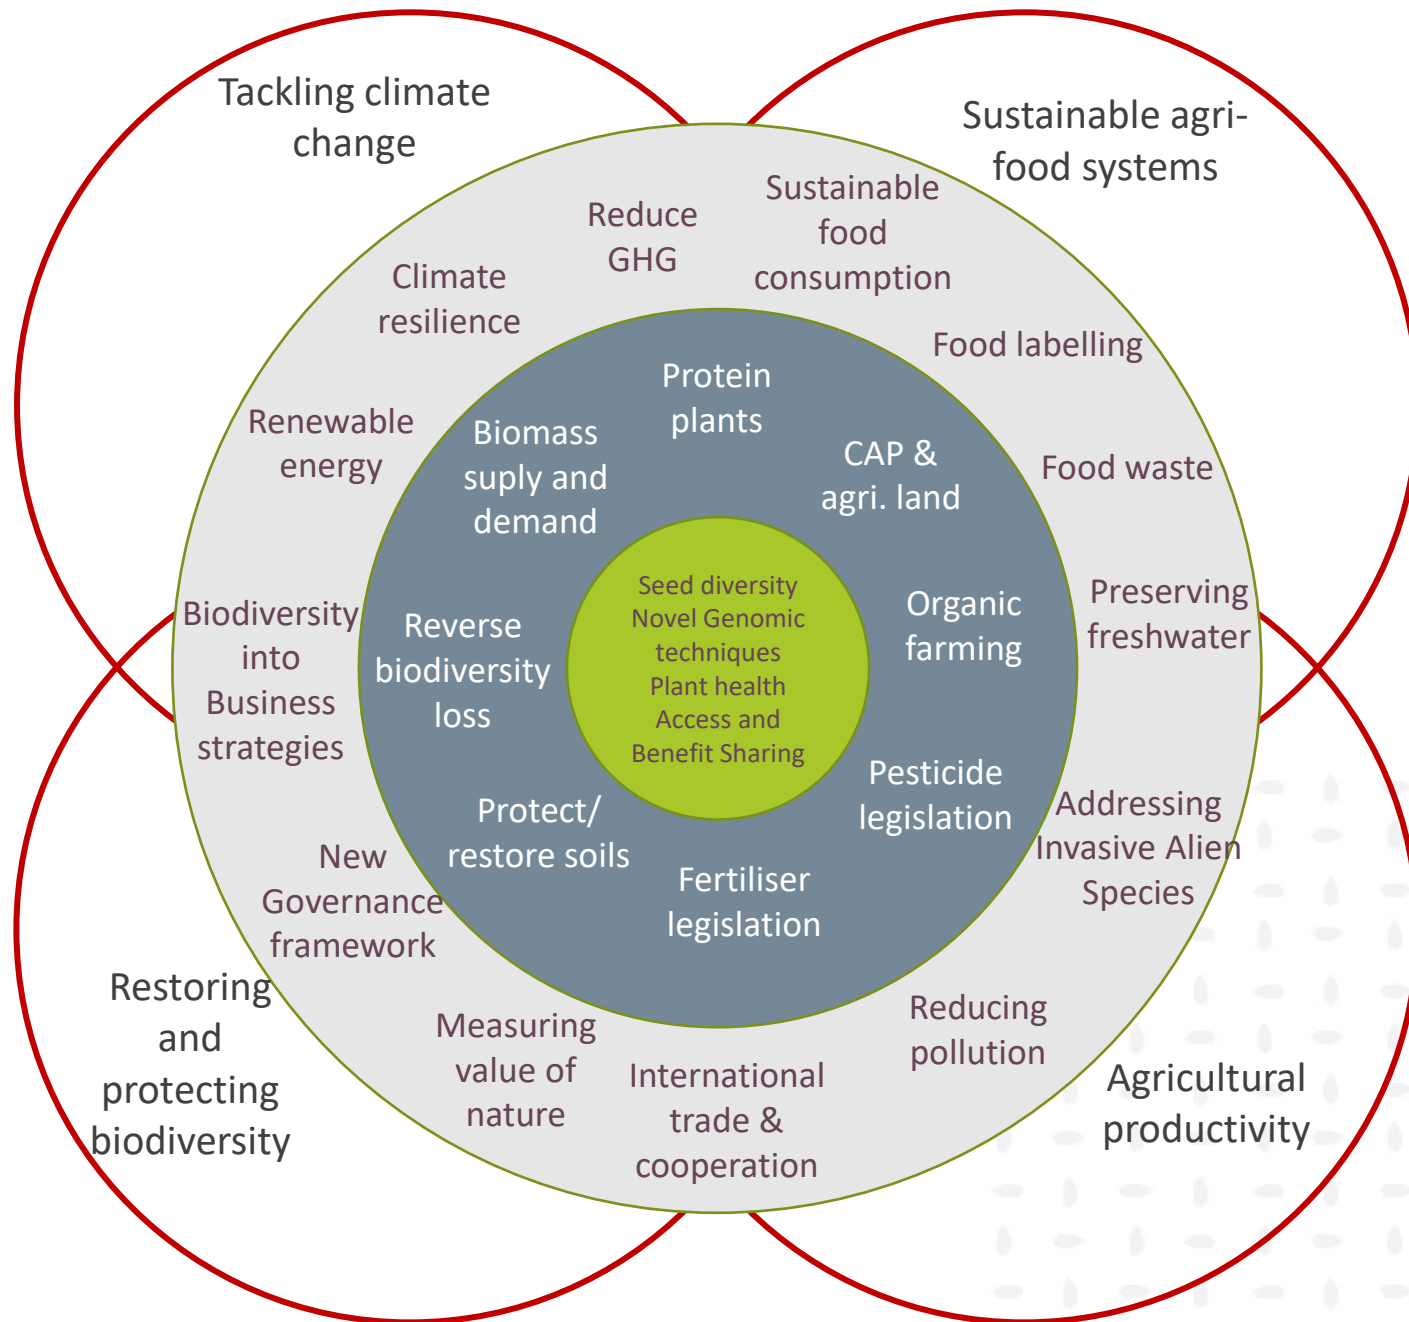 Tackling climate
change
Sustainable agri-
food systems
Reduce
GHG
Sustainable
food
consumption
Climate
resilience
Food labelling
Renewable
energy
Food waste
Biodiversity
into
Business
strategies
Preserving
freshwater
New
Governance
framework
Addressing
Invasive Alien
Species
Measuring
value of
nature
International
trade &
cooperation
Reducing
pollution
Protein
plants
Biomass
suply and
demand
CAP &
agri. land
Reverse
biodiversity
loss
Organic
farming
Protect/
restore soils
Fertiliser
legislation
Pesticide
legislation
Seed diversity
Novel Genomic
techniques
Plant health
Access and
Benefit Sharing
Restoring
and
protecting
biodiversity
Agricultural
productivity